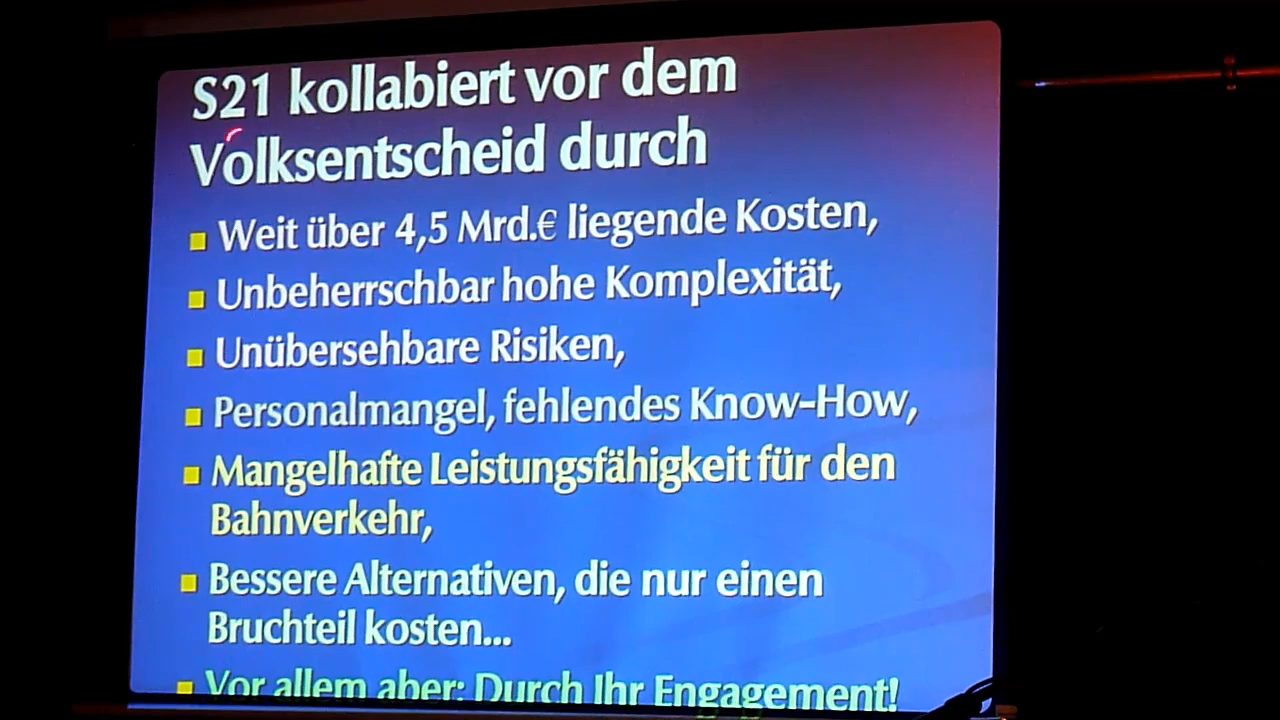 S21 kollabiert vor dem
Volksentscheid durch
Weit über 4,5 Mrd.€ liegende Kosten,
Unbeherrschbar hohe Komplexität,
Unübersehbare Risiken,
Personalmangel, fehlendes Know-How,
Mangelhafte Leistungsfähigkeit für den
Bahnverkehr,
Bessere Alternativen, die nur einen
Bruchteil kosten...
Vor allem aber: Durch Ihr Engagement!